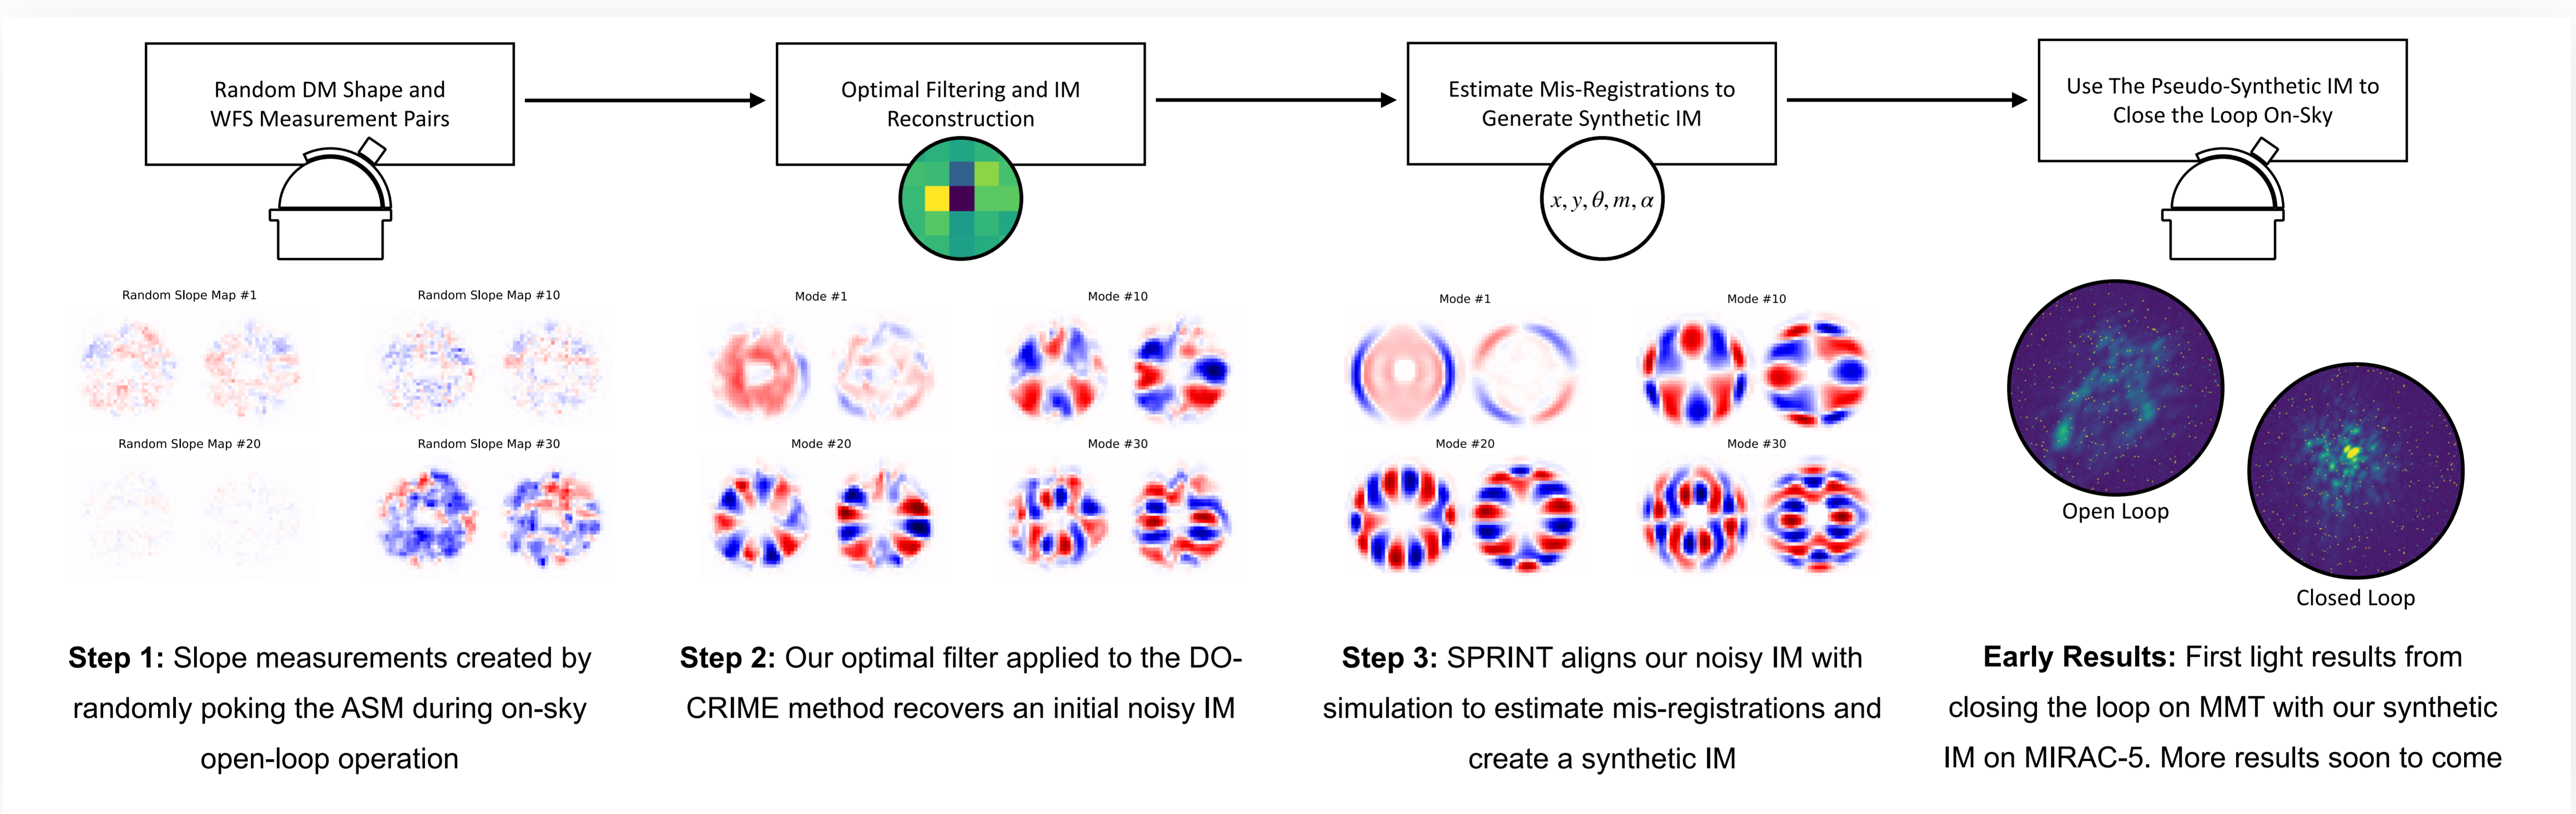 Random DM Shape and
WFS Measurement Pairs
Optimal Filtering and IM
Reconstruction
Estimate Mis-Registrations to
Generate Synthetic IM
x, y, θ, m, α
Use The Pseudo-Synthetic IM to
Close the Loop On-Sky
Random Slope Map #1
Random Slope Map #10
Random Slope Map #20
Random Slope Map #30
Mode #1
Mode #10
Mode #20
Mode #30
Mode #1
Mode #10
Mode #20
Mode #30
Open Loop
Closed Loop
Step 1: Slope measurements created by
randomly poking the ASM during on-sky
open-loop operation
Step 2: Our optimal filter applied to the DO-
CRIME method recovers an initial noisy IM
Step 3: SPRINT aligns our noisy IM with
simulation to estimate mis-registrations and
create a synthetic IM
Early Results: First light results from
closing the loop on MMT with our synthetic
IM on MIRAC-5. More results soon to come